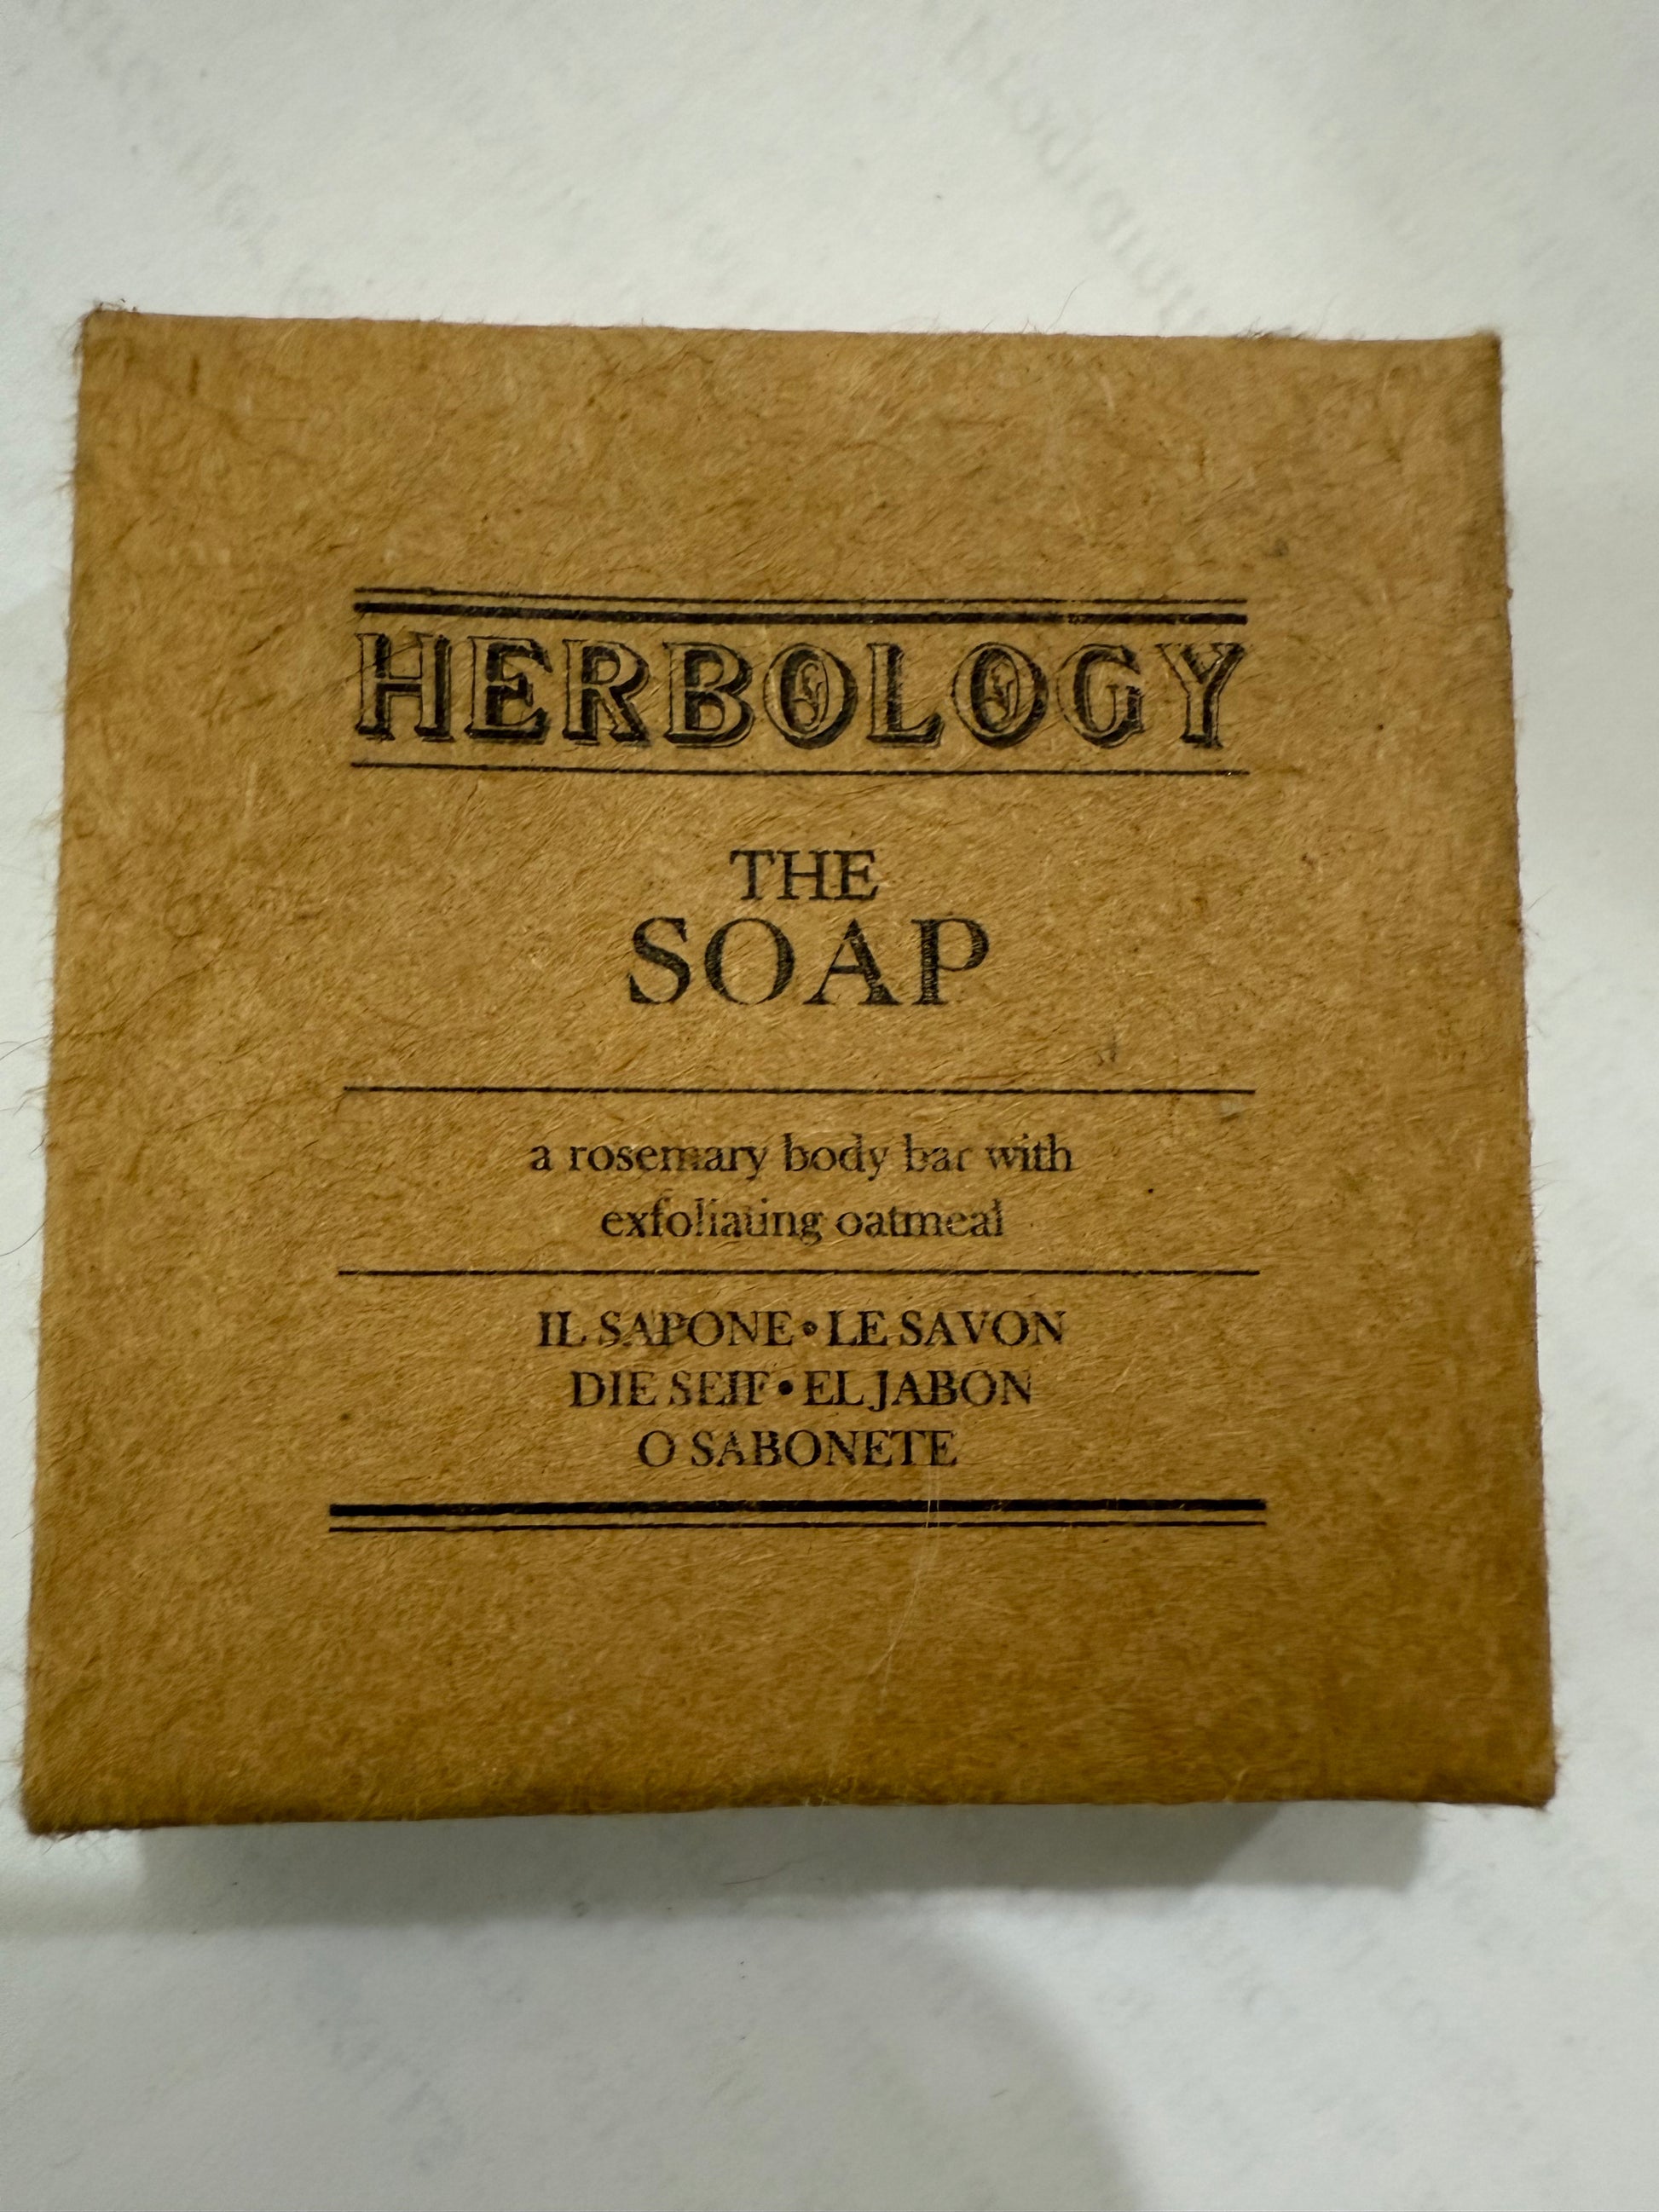 HERBOLOGY
THE
SOAP
a rosemary body bar with
exfoliating oatmeal
IL SAPONE • LE SAVON
DIE SEIF • EL JABON
O SABONETE